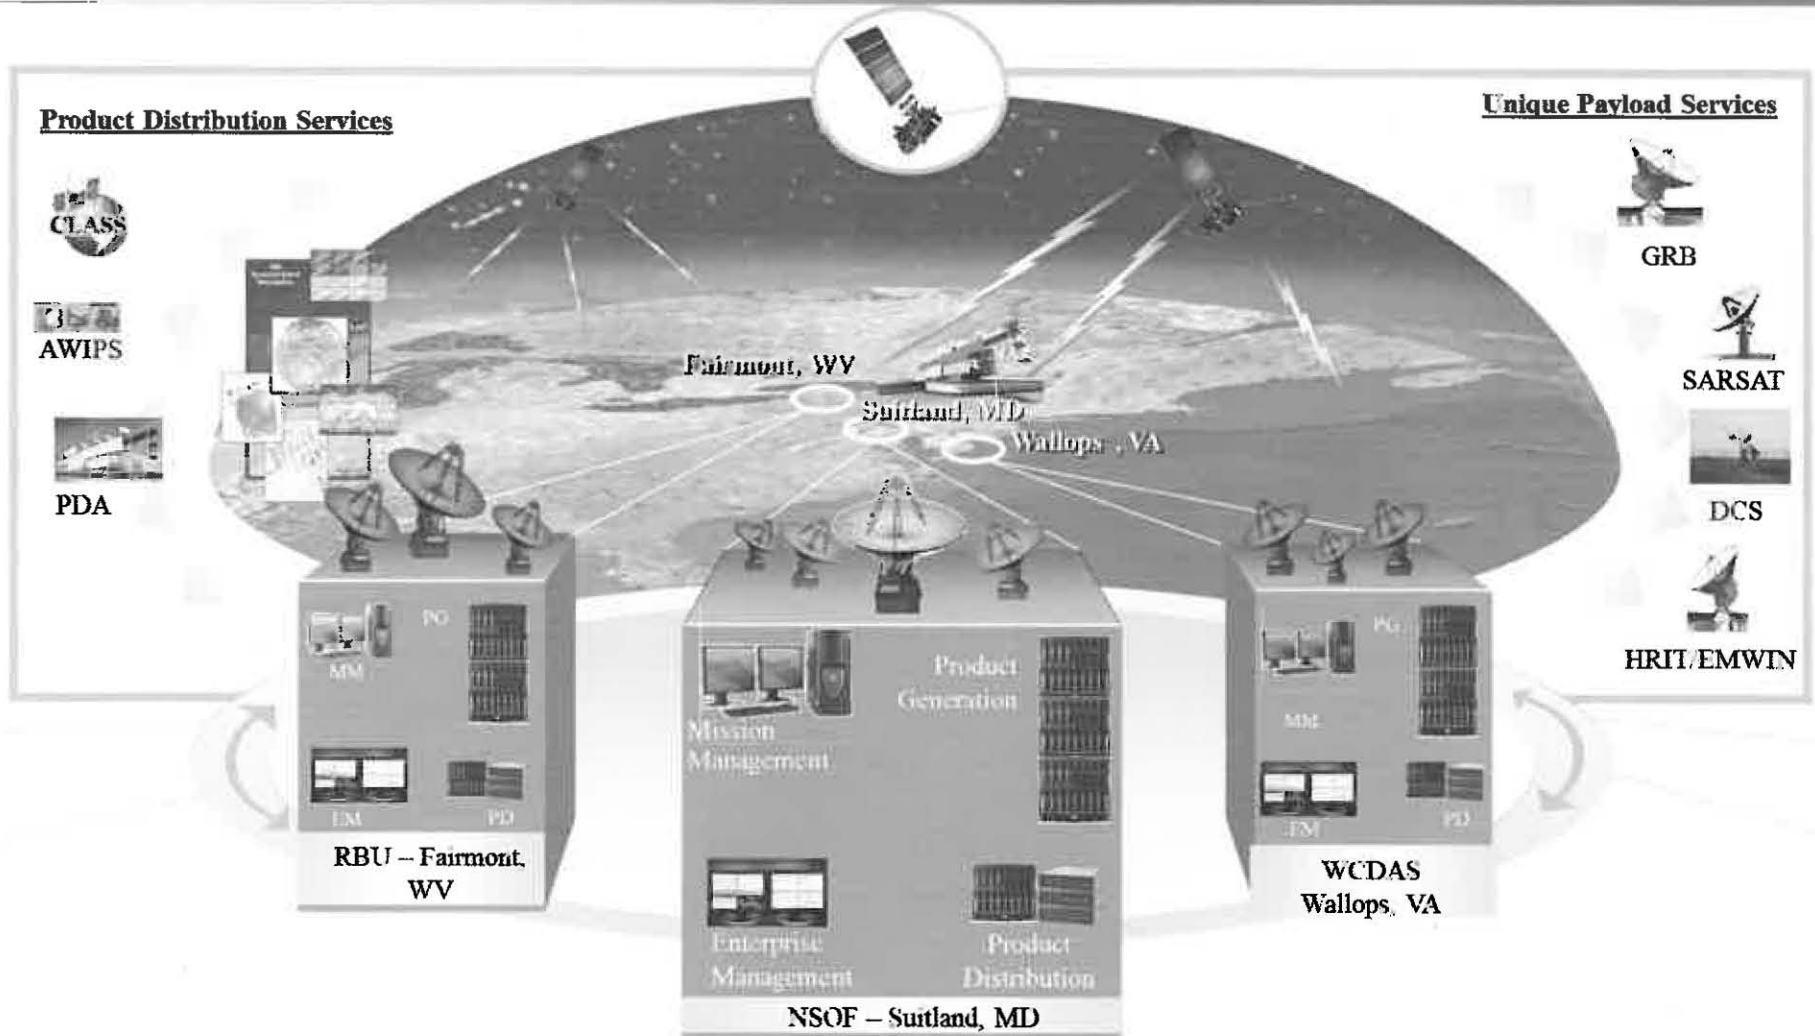 Product Distribution Services
CLASS
AWIPS
PDA
Unique Payload Services
GRB
SARSAT
DCS
HRIT/EMWIN
Fairmont, WV
Suitland, MD
Wallops , VA
MM
PG
EM
PD
RBU – Fairmont,
WV
Mission
Management
Product
Generation
Enterprise
Management
Product
Distribution
NSOF – Suitland, MD
PG
MM
EM
PD
WCDAS
Wallops, VA